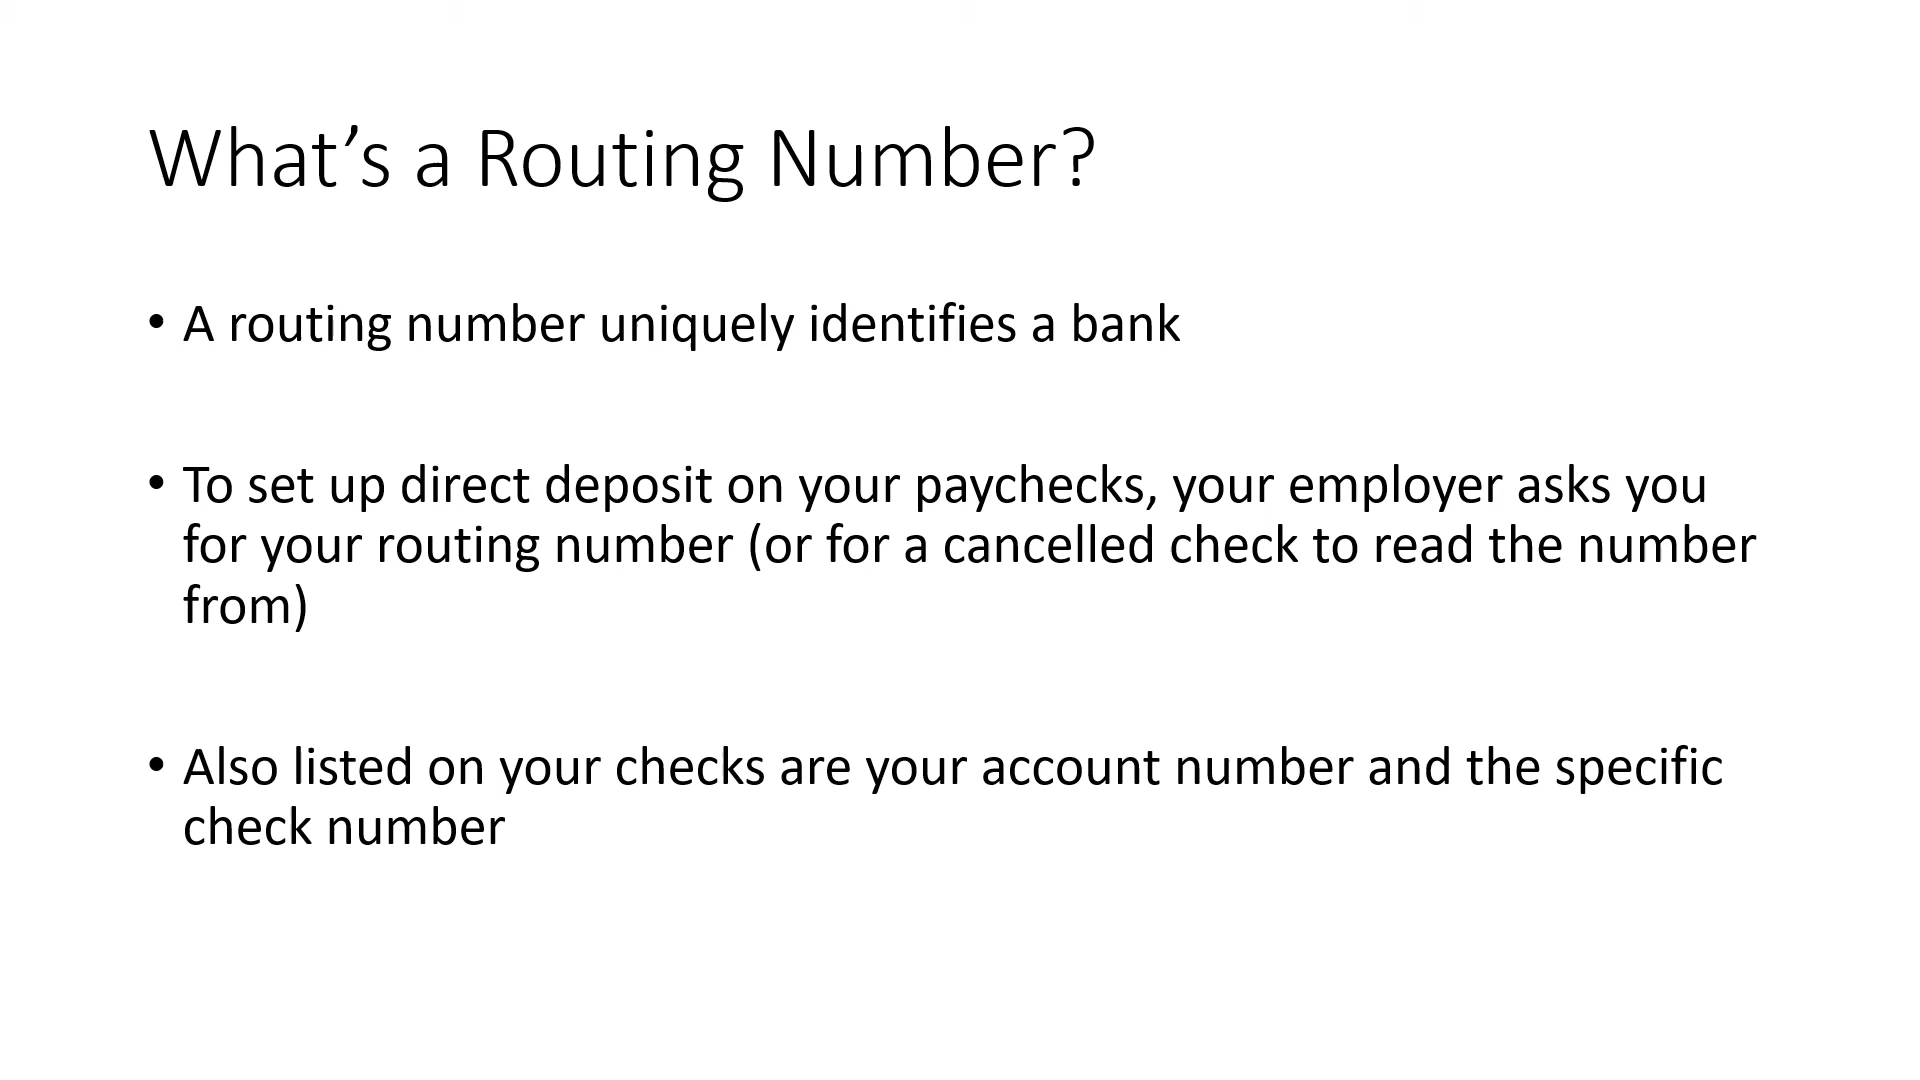 What’s a Routing Number?
• A routing number uniquely identifies a bank
• To set up direct deposit on your paychecks, your employer asks you
for your routing number (or for a cancelled check to read the number
from)
• Also listed on your checks are your account number and the specific
check number